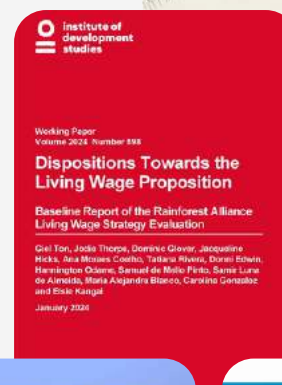 institute of
development
studies
Working Paper
Volume 2024 Number 898
Dispositions Towards the
Living Wage Proposition
Baseline Report of the Rainforest Alliance
Living Wage Strategy Evaluation
Giel Ton, Jodie Thorpe, Dominic Glover, Jacqueline
Hicks, Ana Moraes Coelho, Tatiana Rivera, Donni Edwin,
Hannington Odame, Samuel de Mello Pinto, Samir Luna
de Almeida, Maria Alejandra Blanco, Carolina Gonzalez
and Elsie Kangai
January 2024